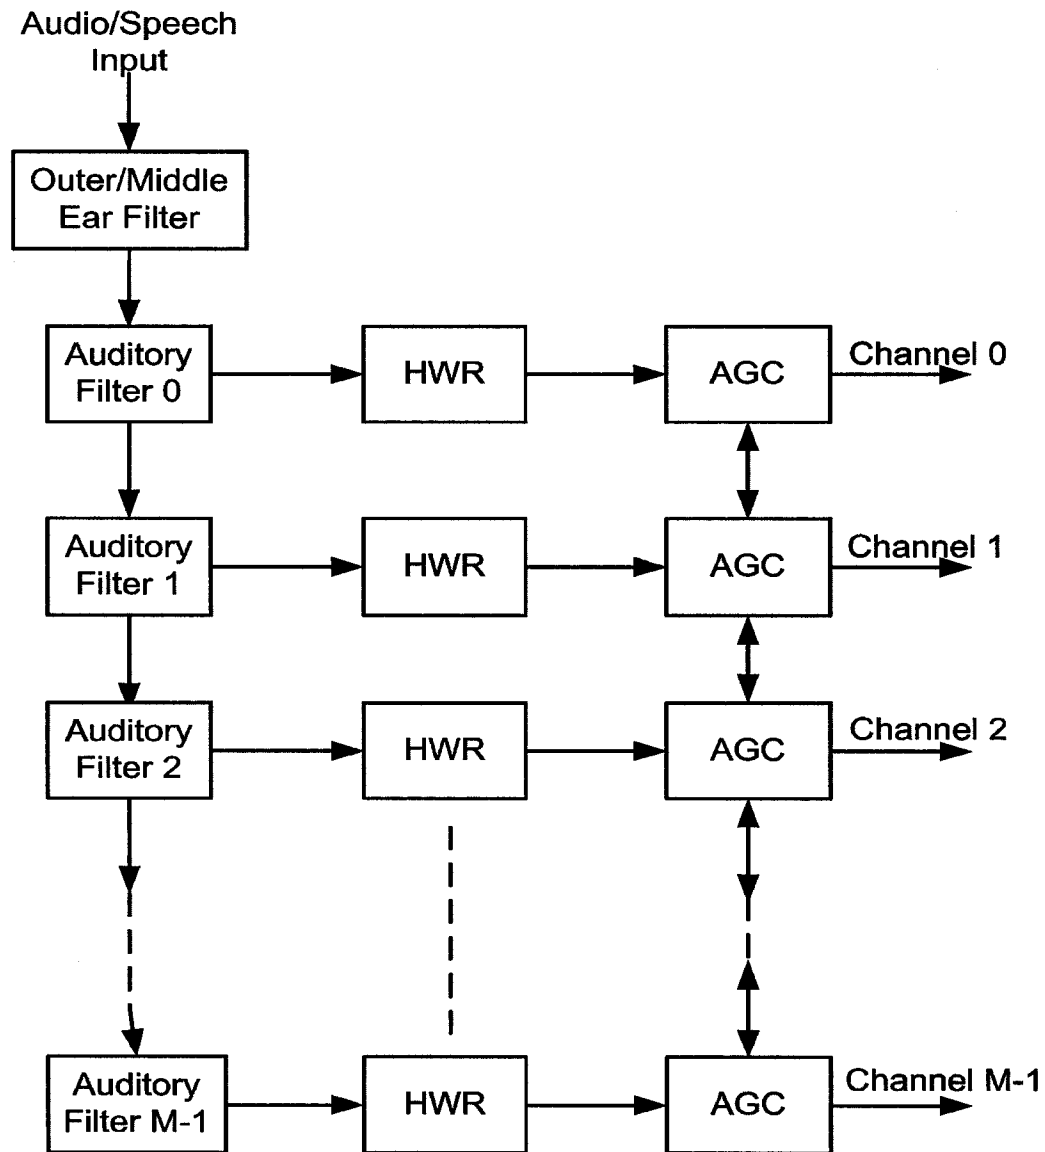 Audio/Speech
Input
Outer/Middle
Ear Filter
Auditory
Filter 0
HWR
AGC
Channel 0
Auditory
Filter 1
HWR
AGC
Channel 1
Auditory
Filter 2
HWR
AGC
Channel 2
Auditory
Filter M-1
HWR
AGC
Channel M-1